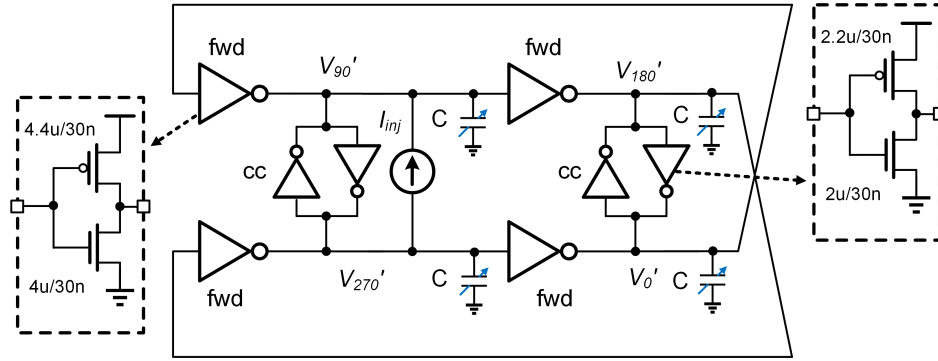 fwd
fwd
2.2u/30n
V90'
V180'
4.4u/30n
Iinj
C
C
cc
cc
2u/30n
4u/30n
V270'
C
V0'
C
fwd
fwd